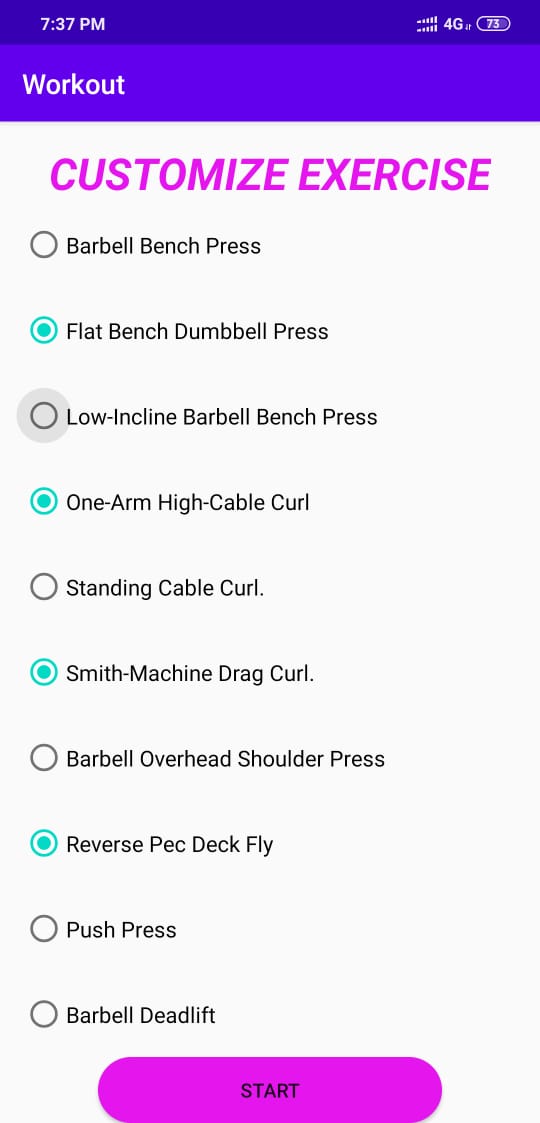 7:37 PM 4G 73
Workout
CUSTOMIZE EXERCISE
Barbell Bench Press
Flat Bench Dumbbell Press
Low-Incline Barbell Bench Press
One-Arm High-Cable Curl
Standing Cable Curl.
Smith-Machine Drag Curl.
Barbell Overhead Shoulder Press
Reverse Pec Deck Fly
Push Press
Barbell Deadlift
START